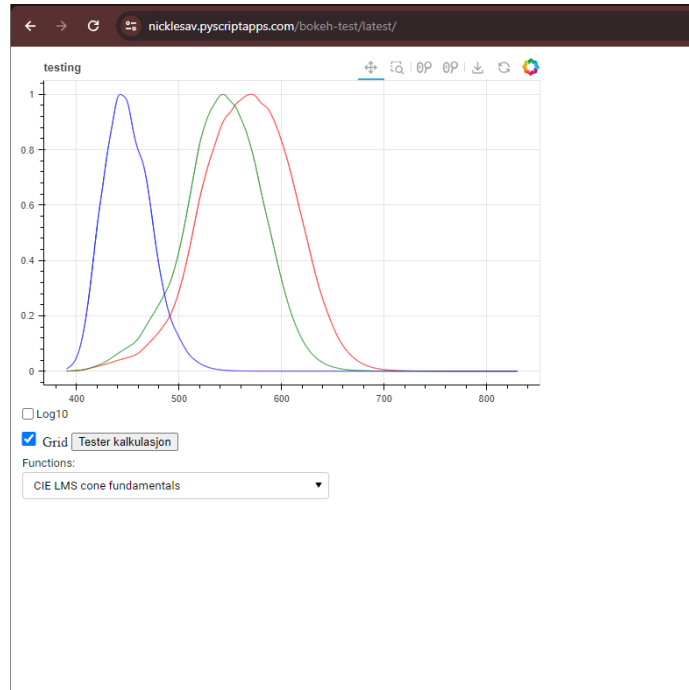 nicklesav.pyscriptapps.com/bokeh-test/latest/
testing
1
0.8
0.6
0.4
0.2
0
400 500 600 700 800
Log10
Grid Tester kalkulasjon
Functions:
CIE LMS cone fundamentals